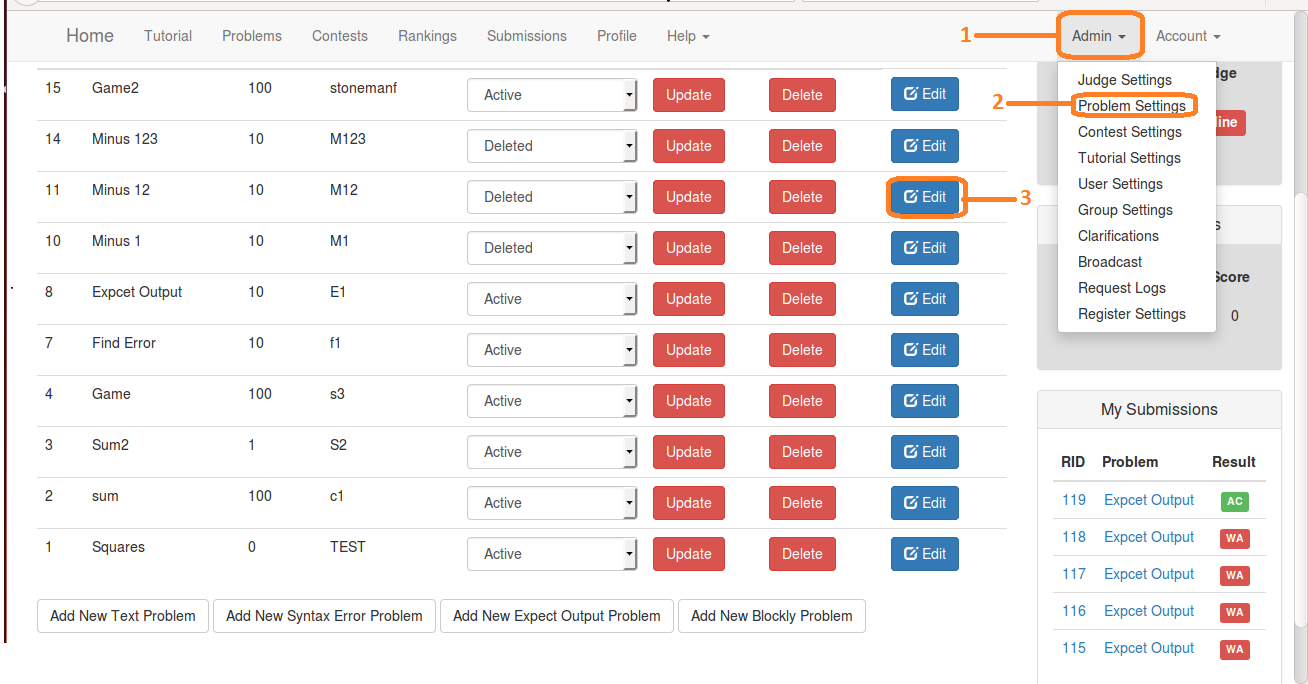 Home Tutorial Problems Contests Rankings Submissions Profile Help 1 Admin Account
15 Game2 100 stonemanf Active Update Delete Edit
14 Minus 123 10 M123 Deleted Update Delete Edit
11 Minus 12 10 M12 Deleted Update Delete Edit 3
10 Minus 1 10 M1 Deleted Update Delete Edit
8 Expcet Output 10 E1 Active Update Delete Edit
7 Find Error 10 f1 Active Update Delete Edit
4 Game 100 s3 Active Update Delete Edit
3 Sum2 1 S2 Active Update Delete Edit
2 sum 100 c1 Active Update Delete Edit
1 Squares 0 TEST Active Update Delete Edit
Add New Text Problem Add New Syntax Error Problem Add New Expect Output Problem Add New Blockly Problem
Judge Settings
2 Problem Settings
Contest Settings
Tutorial Settings
User Settings
Group Settings
Clarifications
Broadcast
Request Logs
Register Settings
Score
0
My Submissions
RID Problem Result
119 Expcet Output AC
118 Expcet Output WA
117 Expcet Output WA
116 Expcet Output WA
115 Expcet Output WA